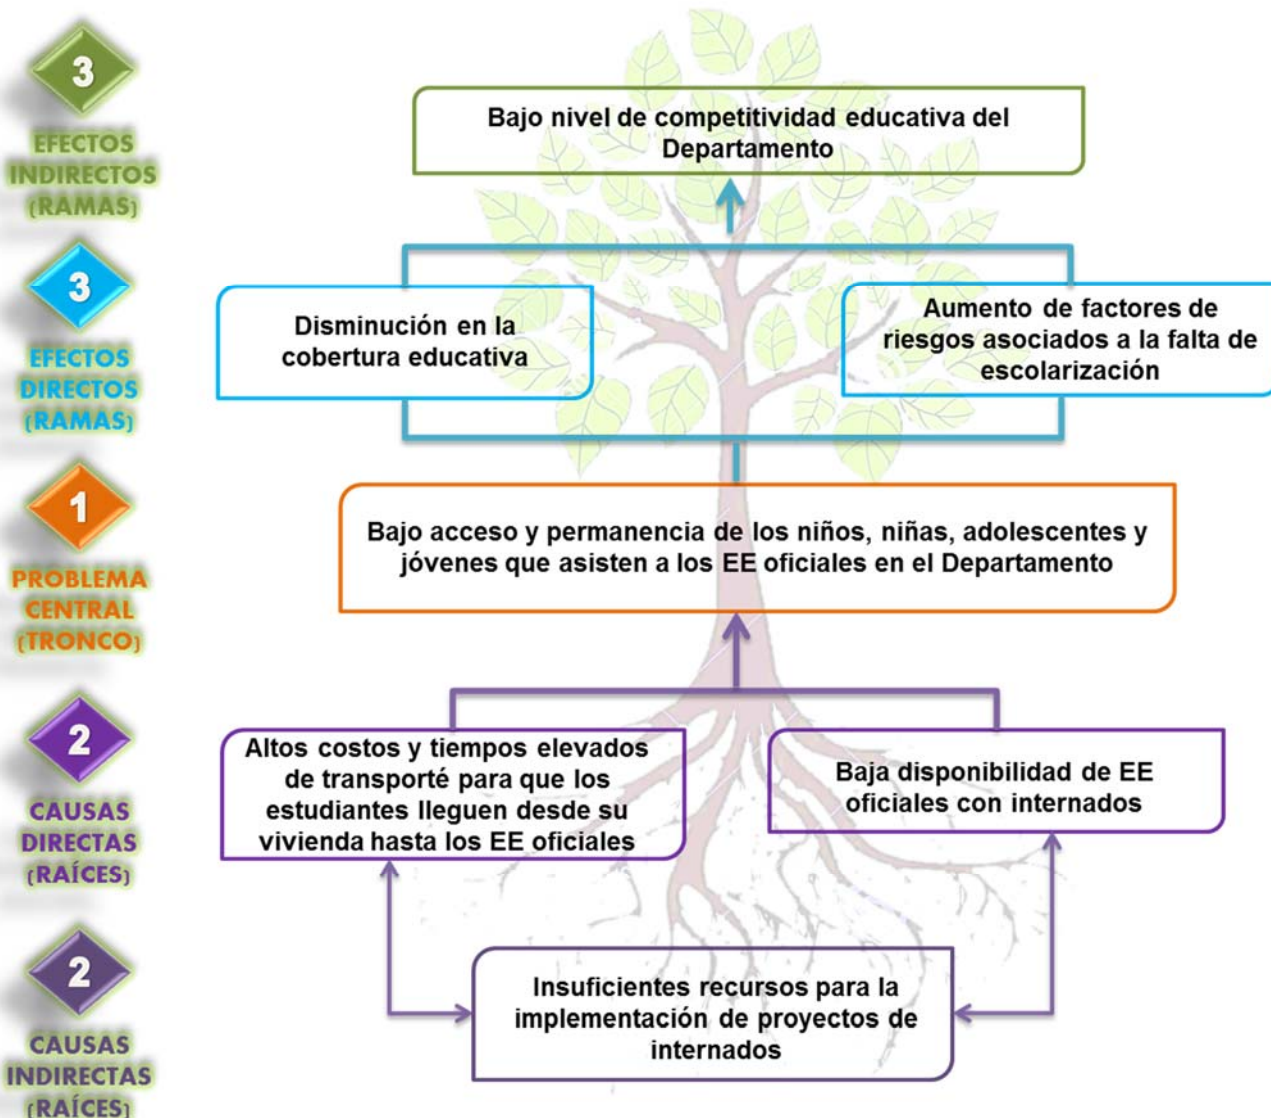 3
EFECTOS
INDIRECTOS
(RAMAS)
Bajo nivel de competitividad educativa del
Departamento
3
EFECTOS
DIRECTOS
(RAMAS)
Disminución en la
cobertura educativa
Aumento de factores de
riesgos asociados a la falta de
escolarización
1
PROBLEMA
CENTRAL
(TRONCO)
Bajo acceso y permanencia de los niños, niñas, adolescentes y
jóvenes que asisten a los EE oficiales en el Departamento
2
CAUSAS
DIRECTAS
(RAÍCES)
Altos costos y tiempos elevados
de transporté para que los
estudiantes lleguen desde su
vivienda hasta los EE oficiales
Baja disponibilidad de EE
oficiales con internados
2
CAUSAS
INDIRECTAS
(RAÍCES)
Insuficientes recursos para la
implementación de proyectos de
internados